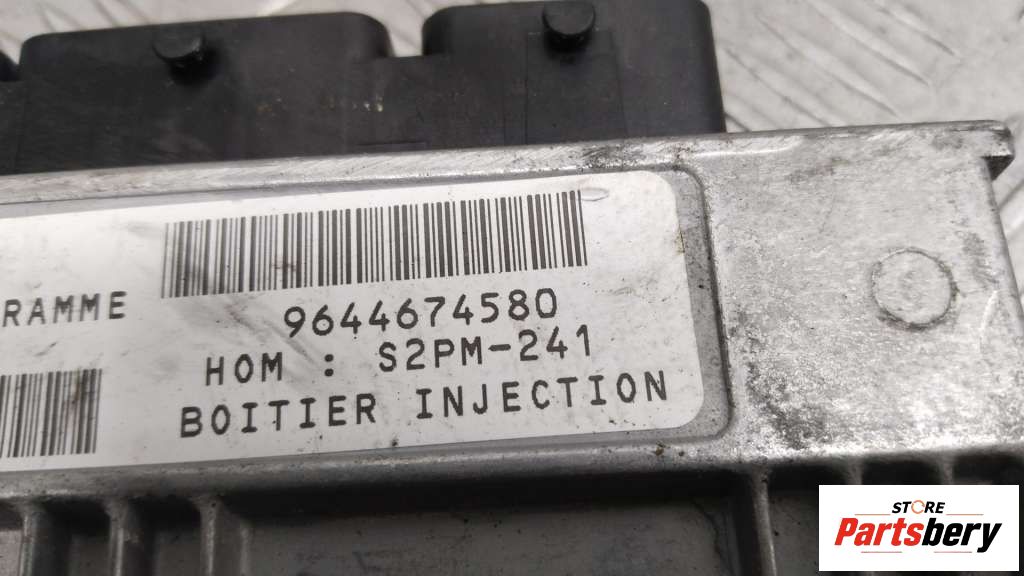 RAMME
9644674580
HOM : S2PM-241
BOITIER INJECTION
STORE
Partsbery